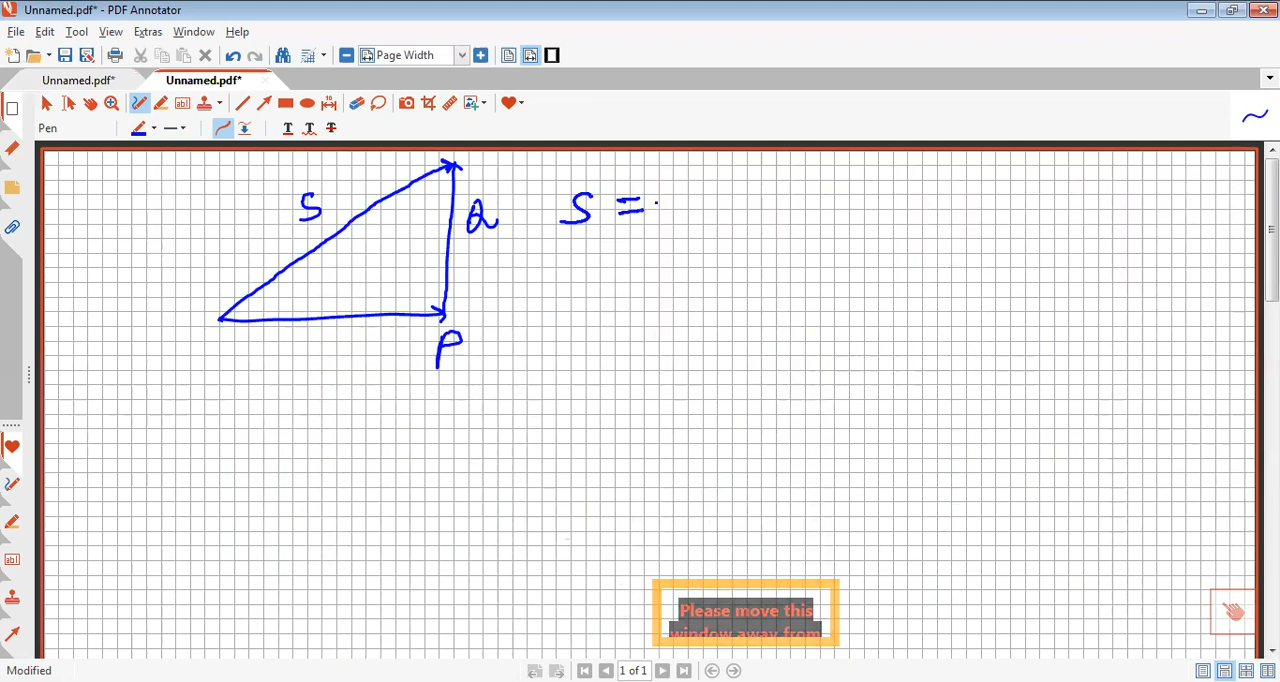 Unnamed.pdf* - PDF Annotator
File Edit Tool View Extras Window Help
Page Width
Unnamed.pdf* Unnamed.pdf*
Pen
S
Q
S =
P
Please move this
window away from
1 of 1
Modified